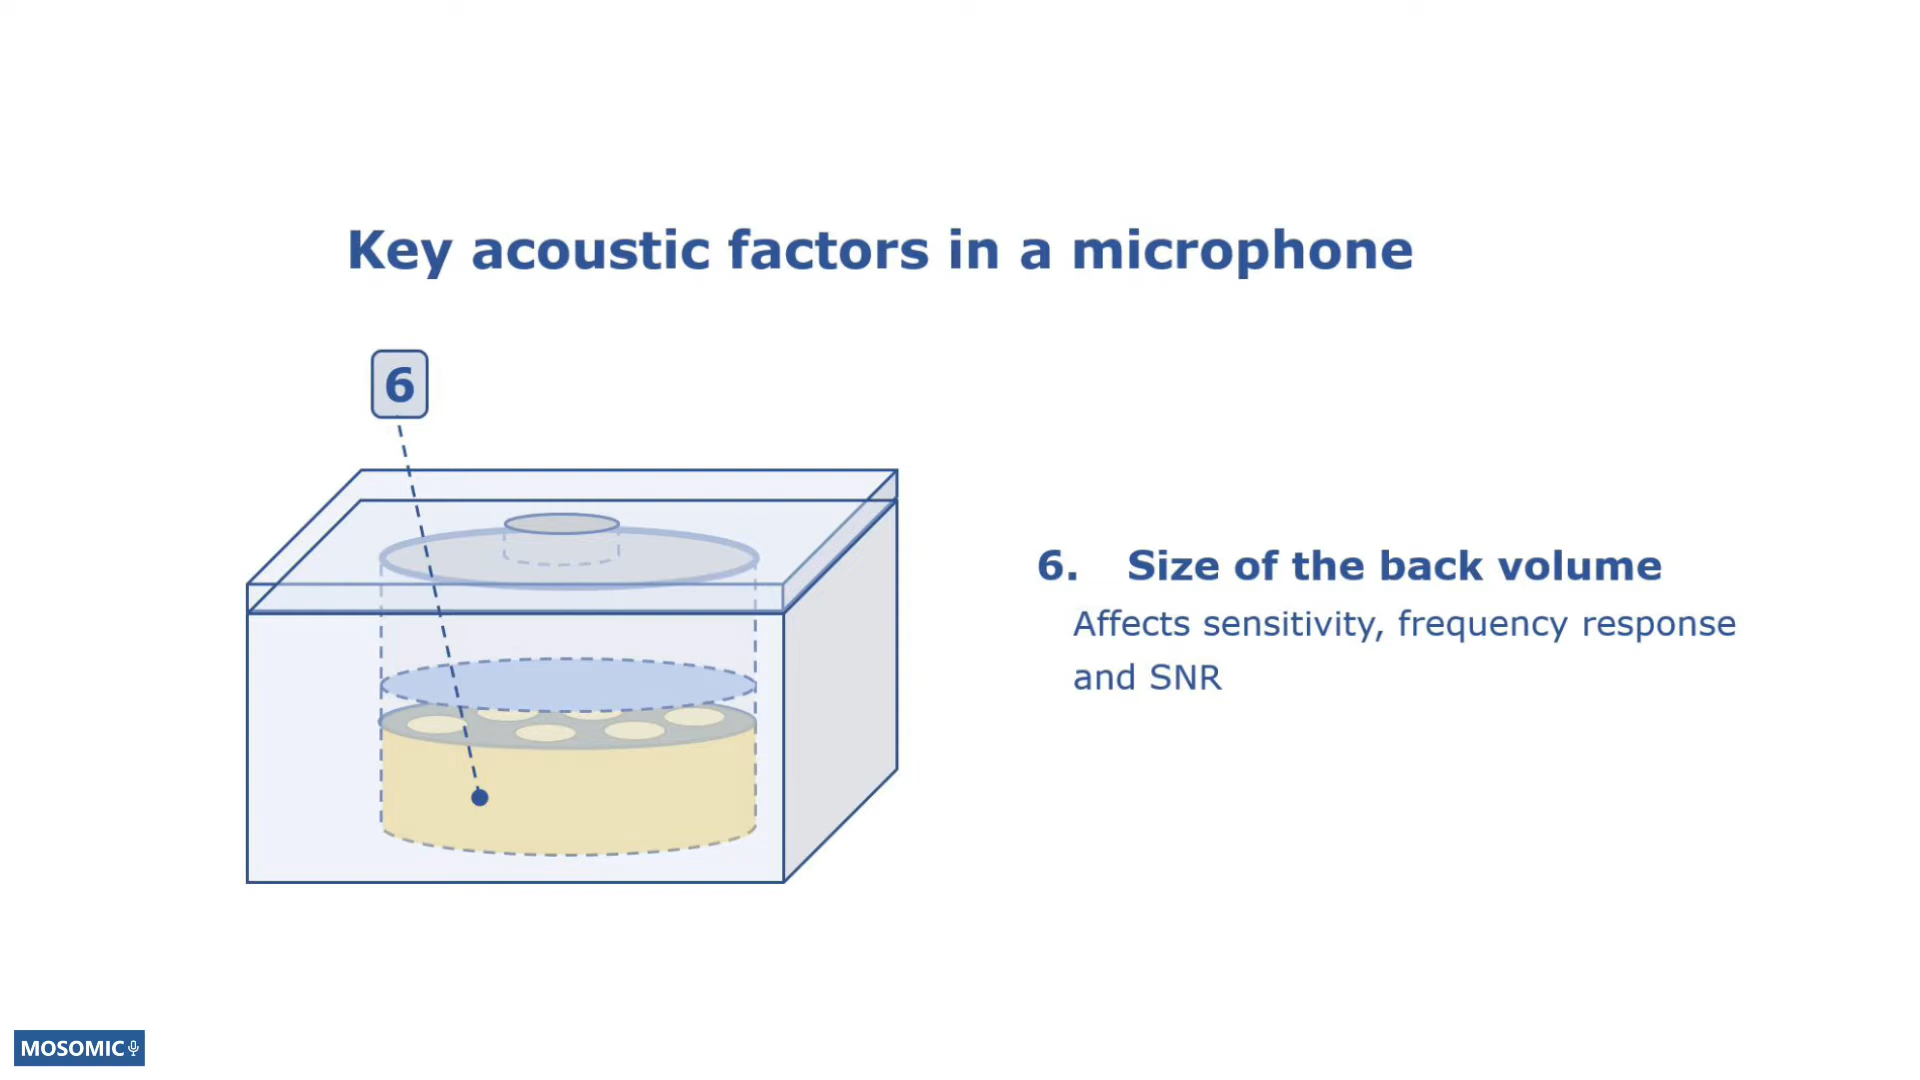 Key acoustic factors in a microphone
6
6. Size of the back volume
Affects sensitivity, frequency response
and SNR
MOSOMIC